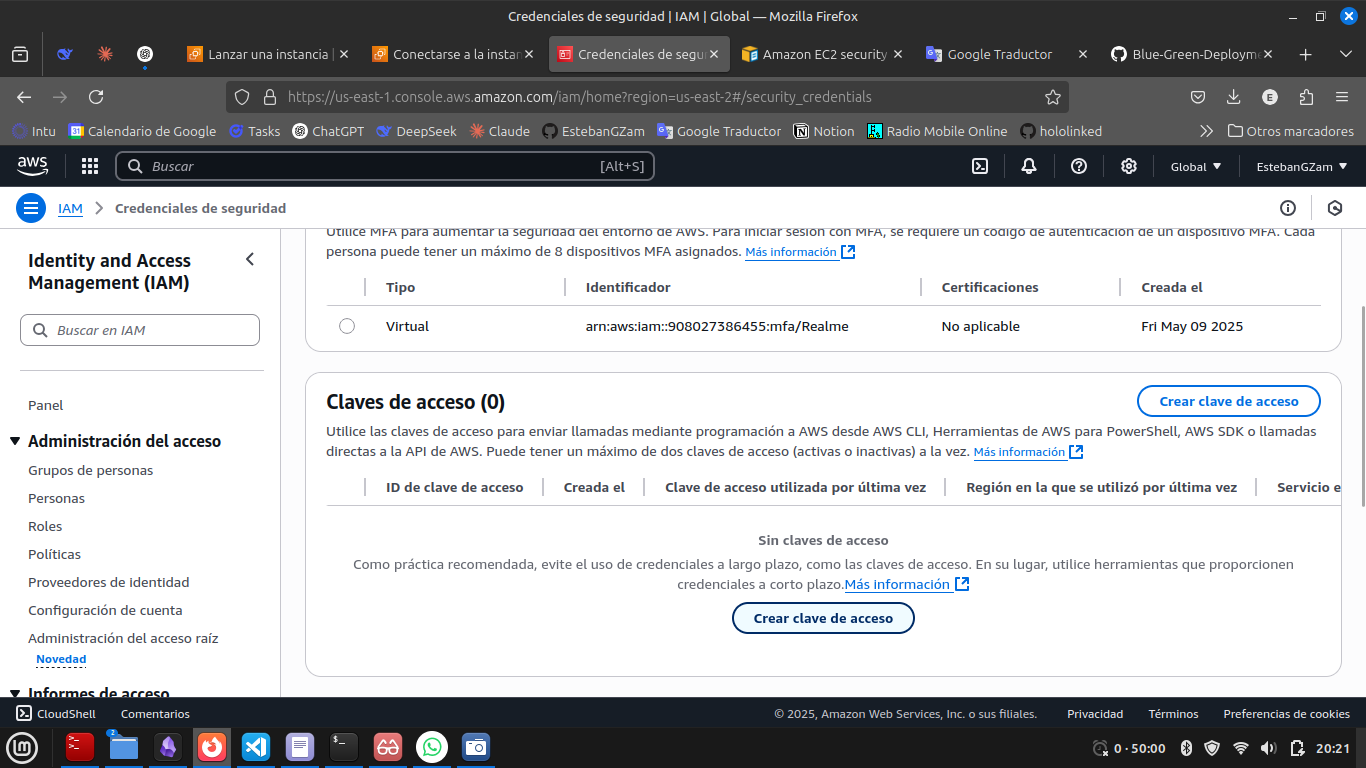 Credenciales de seguridad | IAM | Global — Mozilla Firefox
Lanzar una instancia
Conectarse a la instan
Credenciales de segu
Amazon EC2 security
Google Traductor
Blue-Green-Deploym
https://us-east-1.console.aws.amazon.com/iam/home?region=us-east-2#/security_credentials
E
Intu
31 Calendario de Google
Tasks
ChatGPT
DeepSeek
Claude
EstebanGZam
Google Traductor
Notion
Radio Mobile Online
hololinked
Otros marcadores
aws
Buscar [Alt+S]
Global
EstebanGZam
IAM
Credenciales de seguridad
Identity and Access
Management (IAM)
Buscar en IAM
Panel
Administración del acceso
Grupos de personas
Personas
Roles
Políticas
Proveedores de identidad
Configuración de cuenta
Administración del acceso raíz
Novedad
Informes de acceso
Utilice MFA para aumentar la seguridad del entorno de AWS. Para iniciar sesión con MFA, se requiere un código de autenticación de un dispositivo MFA. Cada
persona puede tener un máximo de 8 dispositivos MFA asignados. Más información
Tipo Identificador Certificaciones Creada el
Virtual arn:aws:iam::908027386455:mfa/Realme No aplicable Fri May 09 2025
Claves de acceso (0)
Crear clave de acceso
Utilice las claves de acceso para enviar llamadas mediante programación a AWS desde AWS CLI, Herramientas de AWS para PowerShell, AWS SDK o llamadas
directas a la API de AWS. Puede tener un máximo de dos claves de acceso (activas o inactivas) a la vez. Más información
ID de clave de acceso Creada el Clave de acceso utilizada por última vez Región en la que se utilizó por última vez Servicio e
Sin claves de acceso
Como práctica recomendada, evite el uso de credenciales a largo plazo, como las claves de acceso. En su lugar, utilice herramientas que proporcionen
credenciales a corto plazo. Más información
Crear clave de acceso
CloudShell
Comentarios
© 2025, Amazon Web Services, Inc. o sus filiales.
Privacidad
Términos
Preferencias de cookies
2
0 · 50:00
20:21